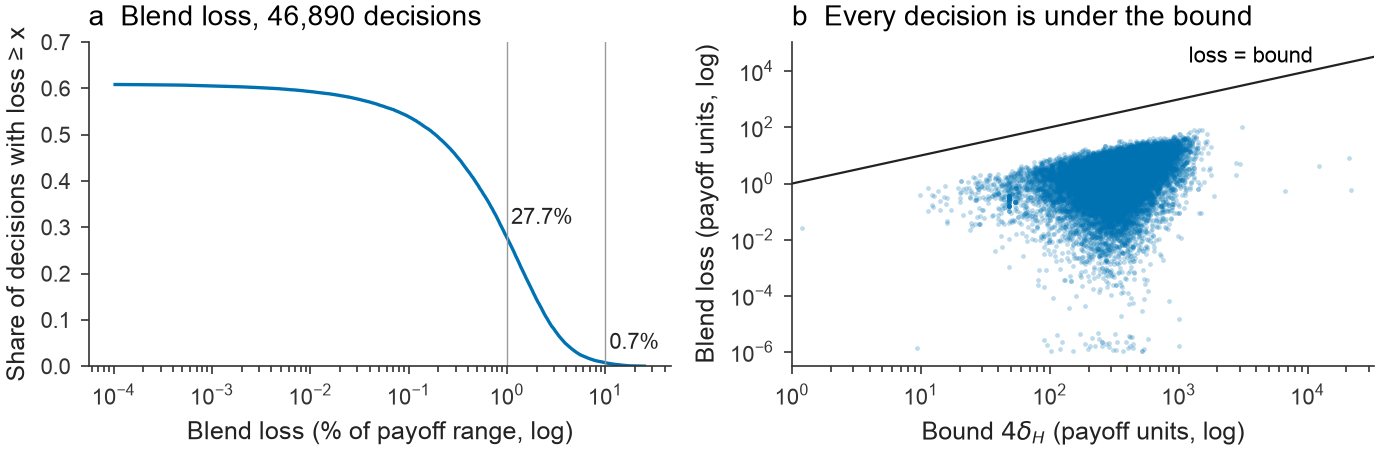 a Blend loss, 46,890 decisions
Share of decisions with loss ≥ x
0.7
0.6
0.5
0.4
0.3
0.2
0.1
0.0
27.7%
0.7%
10⁻⁴ 10⁻³ 10⁻² 10⁻¹ 10⁰ 10¹
Blend loss (% of payoff range, log)
b Every decision is under the bound
Blend loss (payoff units, log)
10⁴
10²
10⁰
10⁻²
10⁻⁴
10⁻⁶
loss = bound
10⁰ 10¹ 10² 10³ 10⁴
Bound 4δ_H (payoff units, log)